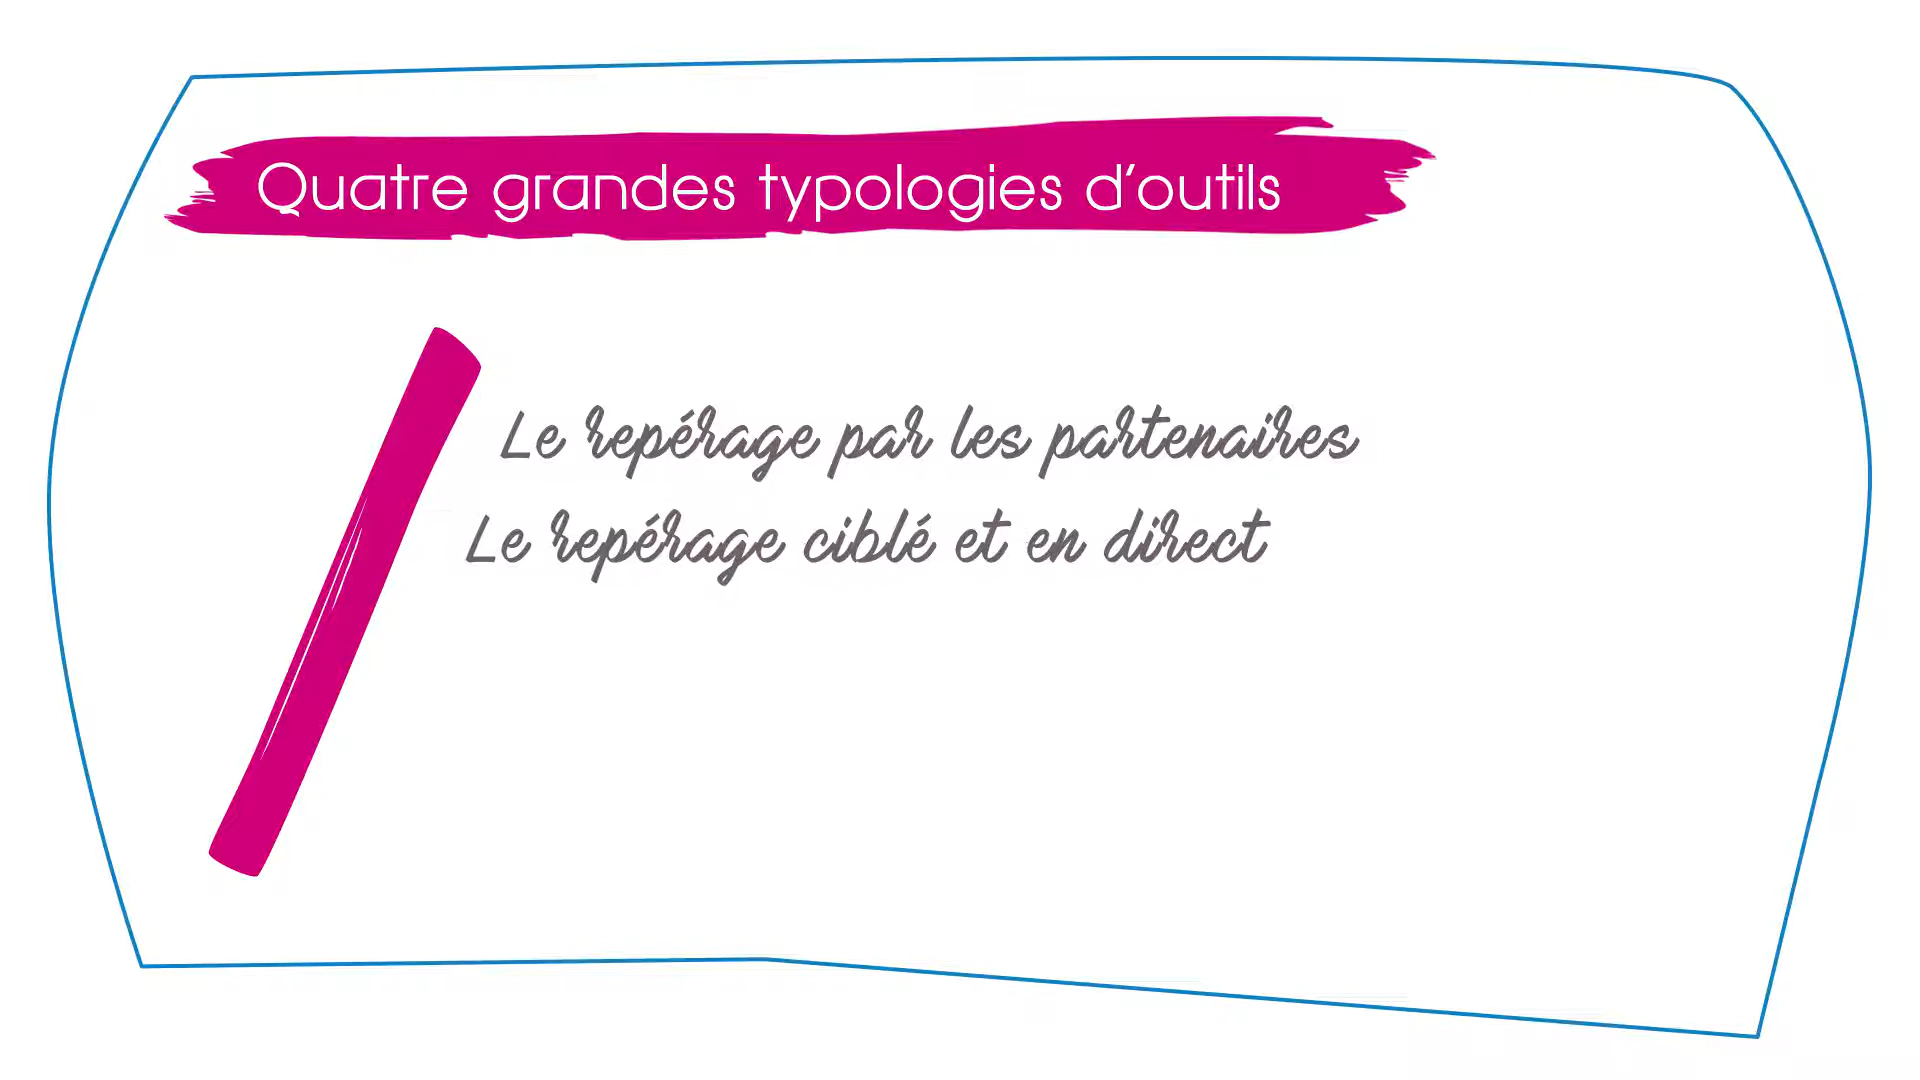 Quatre grandes typologies d'outils
Le repérage par les partenaires
Le repérage ciblé et en direct